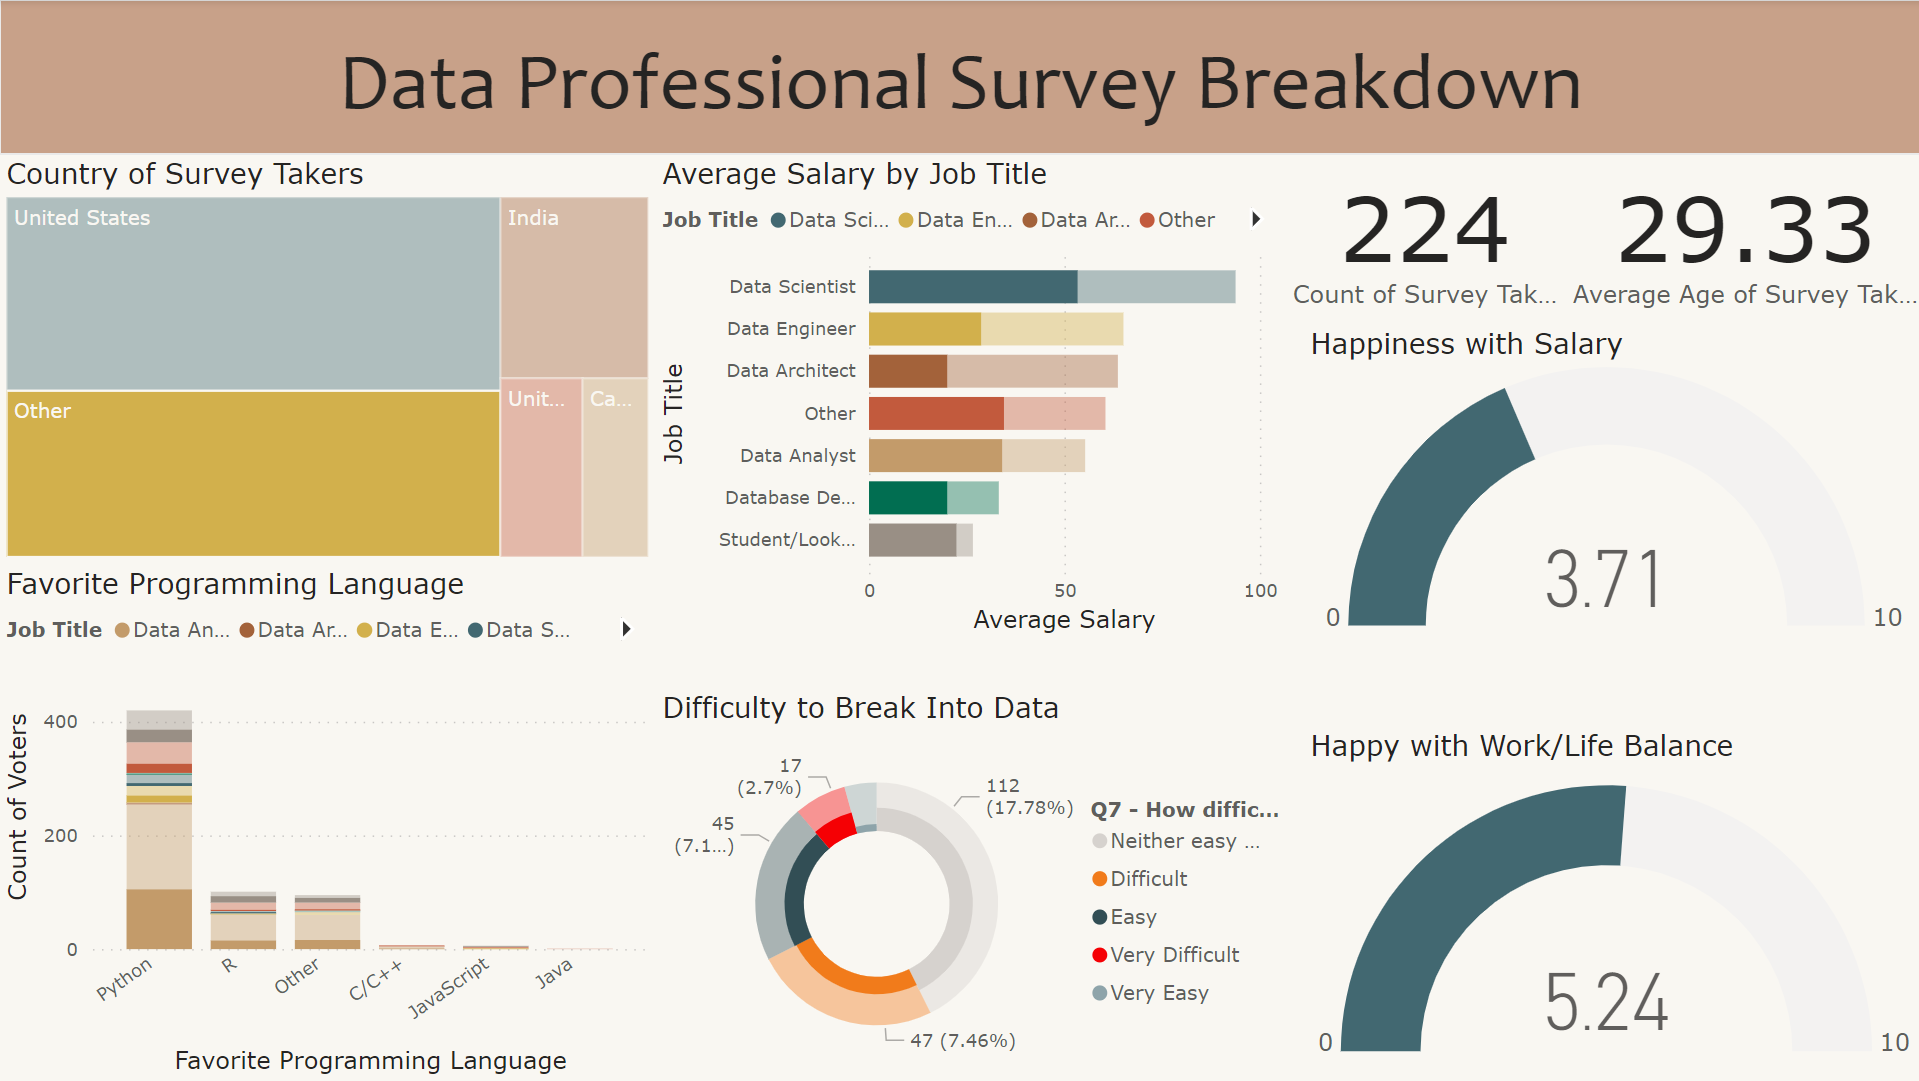 Data Professional Survey Breakdown
Country of Survey Takers
United States
India
Other
Unit...
Ca...
Average Salary by Job Title
Job Title Data Sci... Data En... Data Ar... Other
Job Title
Data Scientist
Data Engineer
Data Architect
Other
Data Analyst
Database De...
Student/Look...
0 50 100
Average Salary
224
Count of Survey Tak...
29.33
Average Age of Survey Tak...
Happiness with Salary
3.71
0 10
Favorite Programming Language
Job Title Data An... Data Ar... Data E... Data S...
Count of Voters
400
200
0
Python
R
Other
C/C++
JavaScript
Java
Favorite Programming Language
Difficulty to Break Into Data
17
(2.7%)
112
(17.78%)
45
(7.1...)
47 (7.46%)
Q7 - How diffic...
Neither easy ...
Difficult
Easy
Very Difficult
Very Easy
Happy with Work/Life Balance
5.24
0 10